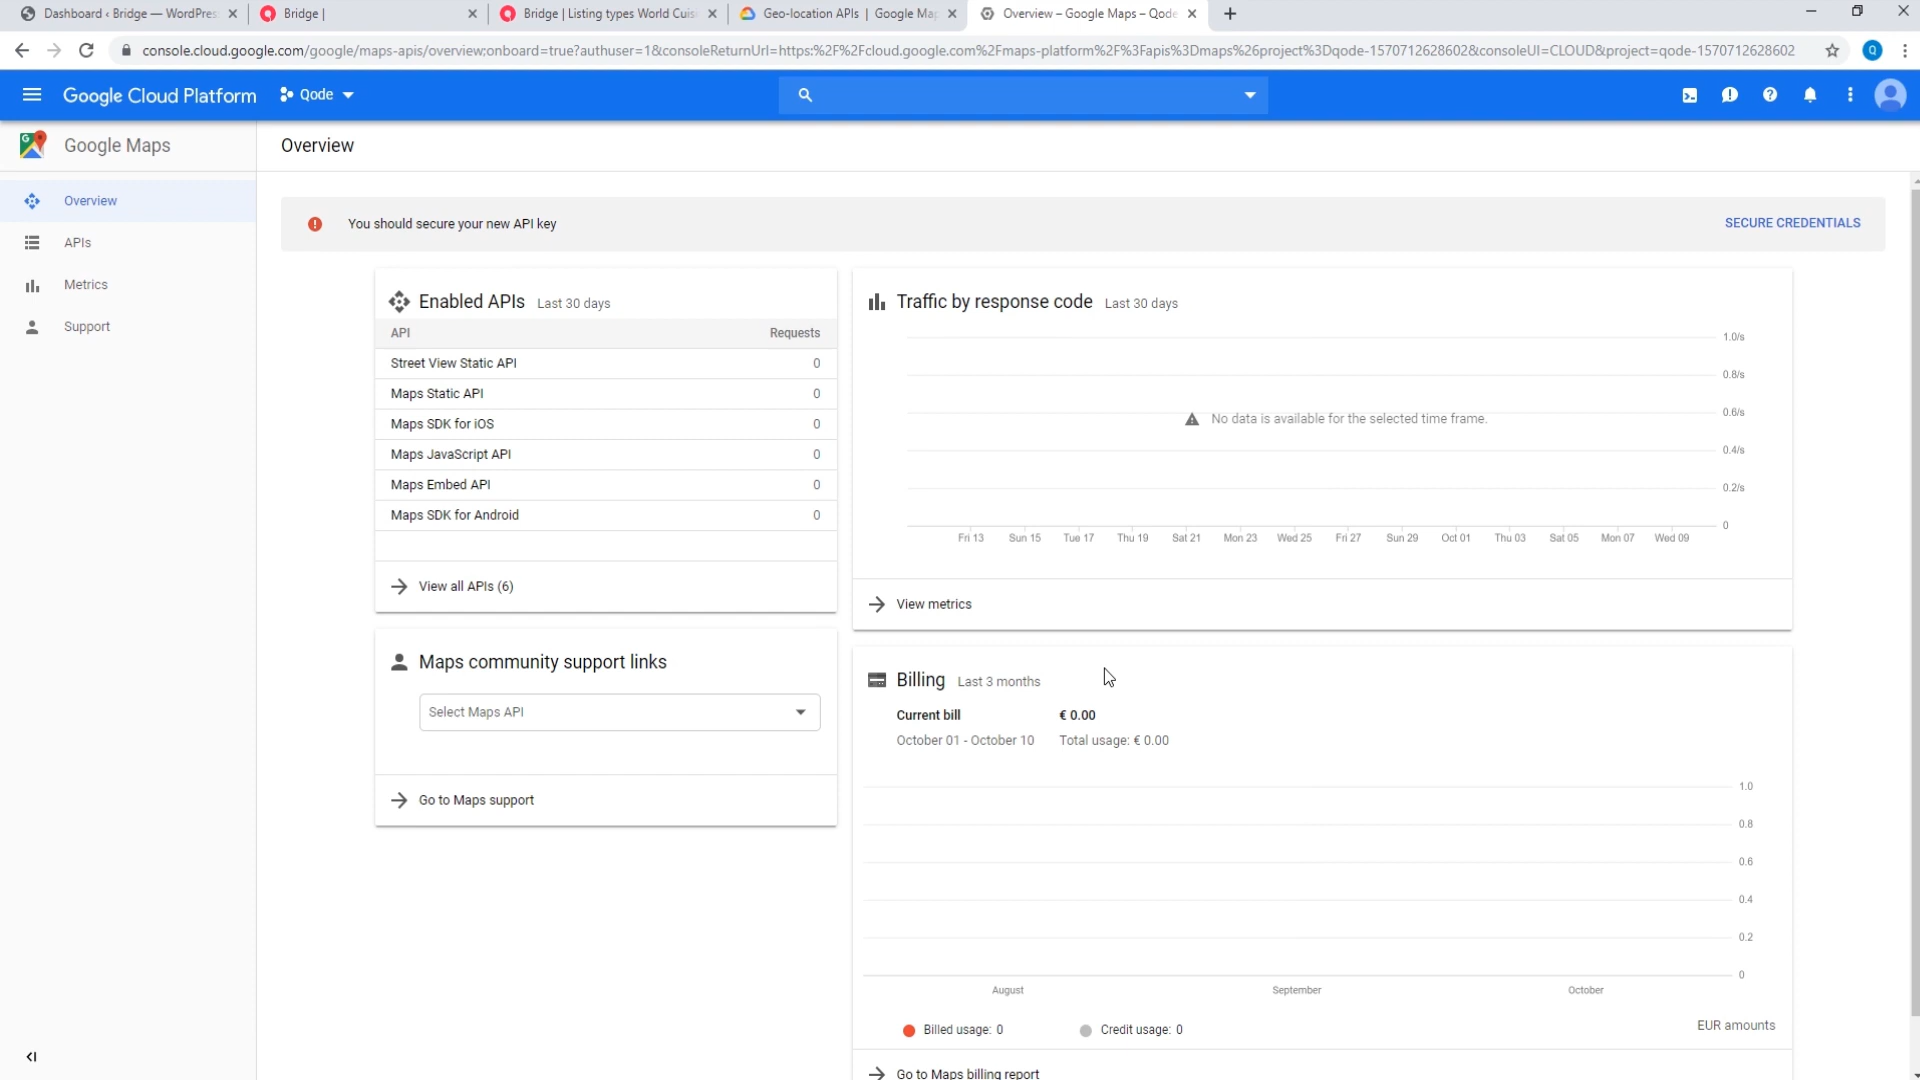 Dashboard ‹ Bridge — WordPres
Bridge |
Bridge | Listing types World Cuisi
Geo-location APIs | Google Map
Overview – Google Maps – Qode
console.cloud.google.com/google/maps-apis/overview;onboard=true?authuser=1&consoleReturnUrl=https:%2F%2Fcloud.google.com%2Fmaps-platform%2F%3Fapis%3Dmaps%26project%3Dqode-1570712628602&consoleUI=CLOUD&project=qode-1570712628602
Q
Google Cloud Platform
Qode
Google Maps
Overview
Overview
APIs
Metrics
Support
You should secure your new API key
SECURE CREDENTIALS
Enabled APIs Last 30 days
API Requests
Street View Static API 0
Maps Static API 0
Maps SDK for iOS 0
Maps JavaScript API 0
Maps Embed API 0
Maps SDK for Android 0
View all APIs (6)
Traffic by response code Last 30 days
1.0/s
0.8/s
0.6/s
No data is available for the selected time frame.
0.4/s
0.2/s
0
Fri 13 Sun 15 Tue 17 Thu 19 Sat 21 Mon 23 Wed 25 Fri 27 Sun 29 Oct 01 Thu 03 Sat 05 Mon 07 Wed 09
View metrics
Maps community support links
Select Maps API
Go to Maps support
Billing Last 3 months
Current bill € 0.00
October 01 - October 10 Total usage: € 0.00
1.0
0.8
0.6
0.4
0.2
0
August September October
Billed usage: 0 Credit usage: 0
EUR amounts
Go to Maps billing report